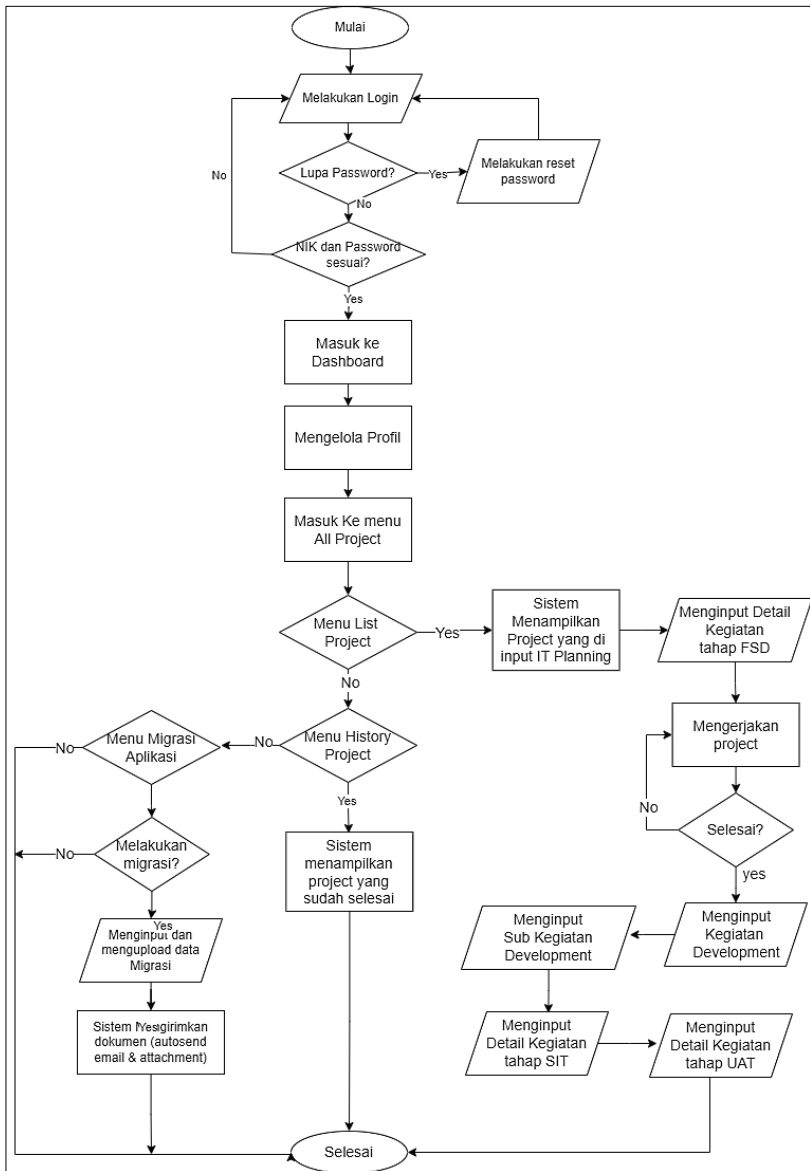 Mulai
Melakukan Login
No
Lupa Password?
Yes
Melakukan reset
password
No
NIK dan Password
sesuai?
Yes
Masuk ke
Dashboard
Mengelola Profil
Masuk Ke menu
All Project
Menu List
Project
Yes
Sistem
Menampilkan
Project yang di
input IT Planning
Menginput Detail
Kegiatan
tahap FSD
No
Mengerjakan
project
No
Selesai?
yes
Menu History
Project
No
Menu Migrasi
Aplikasi
No
Yes
Melakukan
migrasi?
No
Sistem
menampilkan
project yang
sudah selesai
Yes
Menginput dan
mengupload data
Migrasi
Menginput
Kegiatan
Development
Menginput
Sub Kegiatan
Development
Yes
Sistem girimkan
dokumen (autosend
email & attachment)
Menginput
Detail Kegiatan
tahap SIT
Menginput
Detail Kegiatan
tahap UAT
Selesai